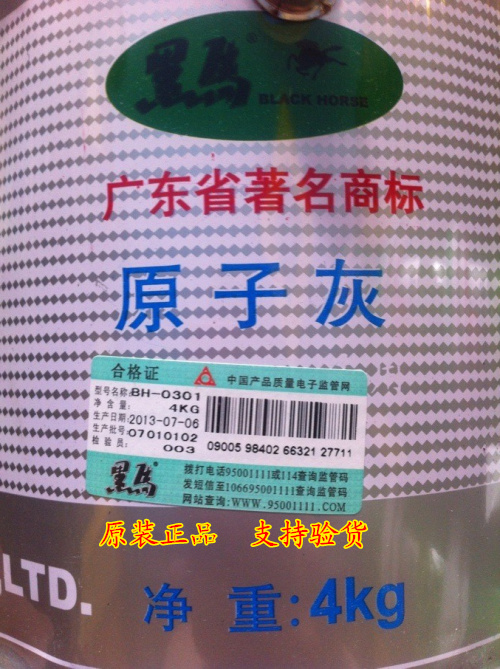 黑馬®
BLACK HORSE
广东省著名商标
原子灰
合格证 中国产品质量电子监管网
型号名称:BH-0301
净含量: 4KG
生产日期:2013-07-06
生产批号:07010102
检验员: 003
09005 98402 66321 27711
黑馬
拨打电话95001111或114查询监管码
发短信至106695001111查询监管码
网站查询:WWW.95001111.COM
原装正品 支持验货
,LTD.
净 重:4kg